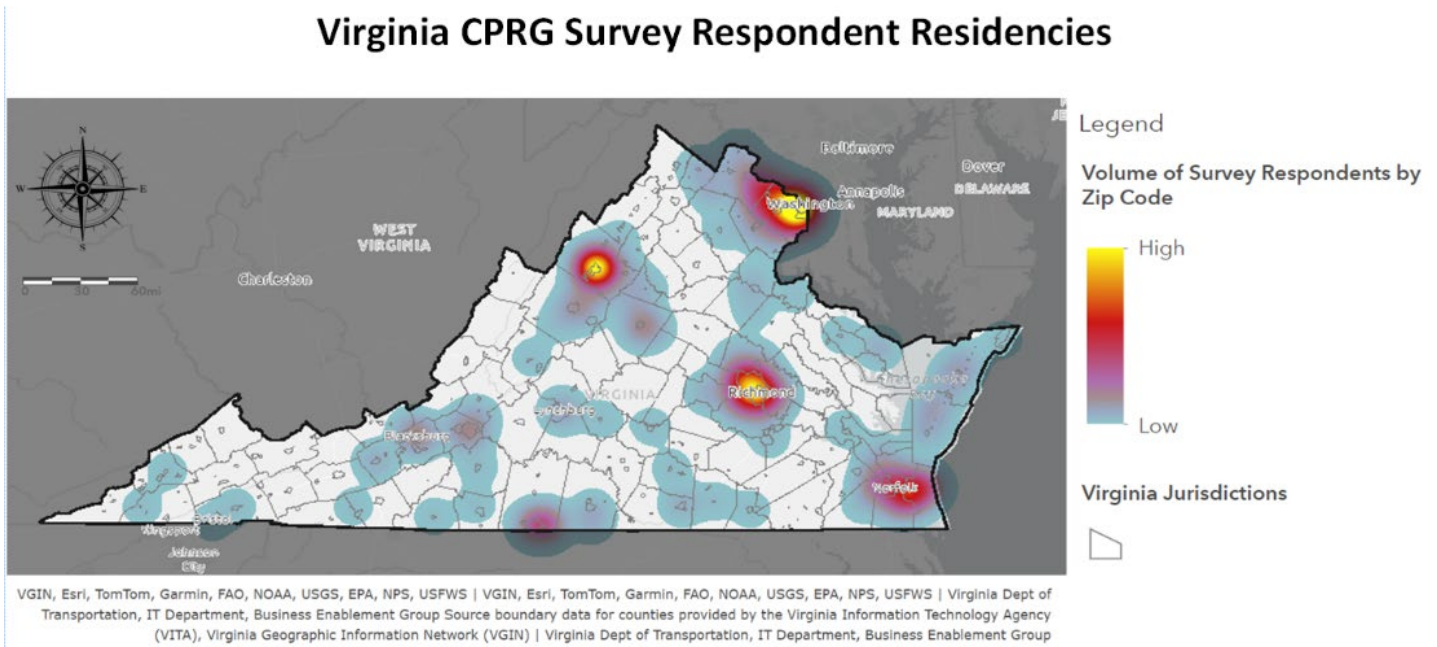 Virginia CPRG Survey Respondent Residencies
N
W
E
S
0 30 60mi
WEST
VIRGINIA
Charleston
Baltimore
Dover
DELAWARE
Annapolis
Washington
MARYLAND
VIRGINIA
Richmond
Lynchburg
Blacksburg
Norfolk
Bristol
Kingsport
Johnson
City
Legend
Volume of Survey Respondents by
Zip Code
High
Low
Virginia Jurisdictions
VGIN, Esri, TomTom, Garmin, FAO, NOAA, USGS, EPA, NPS, USFWS | VGIN, Esri, TomTom, Garmin, FAO, NOAA, USGS, EPA, NPS, USFWS | Virginia Dept of
Transportation, IT Department, Business Enablement Group Source boundary data for counties provided by the Virginia Information Technology Agency
(VITA), Virginia Geographic Information Network (VGIN) | Virginia Dept of Transportation, IT Department, Business Enablement Group